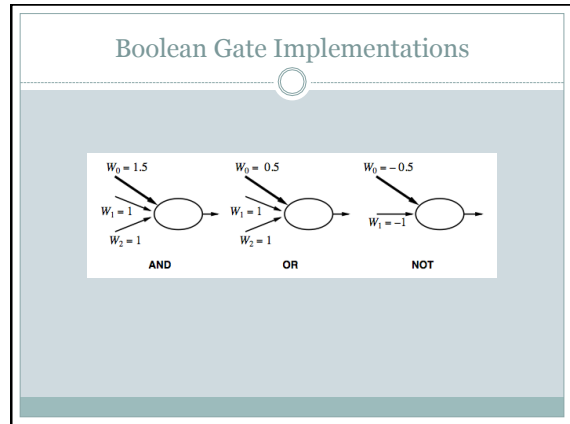 Boolean Gate Implementations
W₀ = 1.5
W₁ = 1
W₂ = 1
AND
W₀ = 0.5
W₁ = 1
W₂ = 1
OR
W₀ = – 0.5
W₁ = –1
NOT